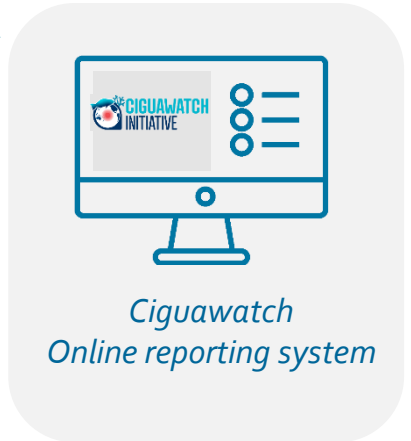 CIGUAWATCH
INITIATIVE
Ciguawatch
Online reporting system